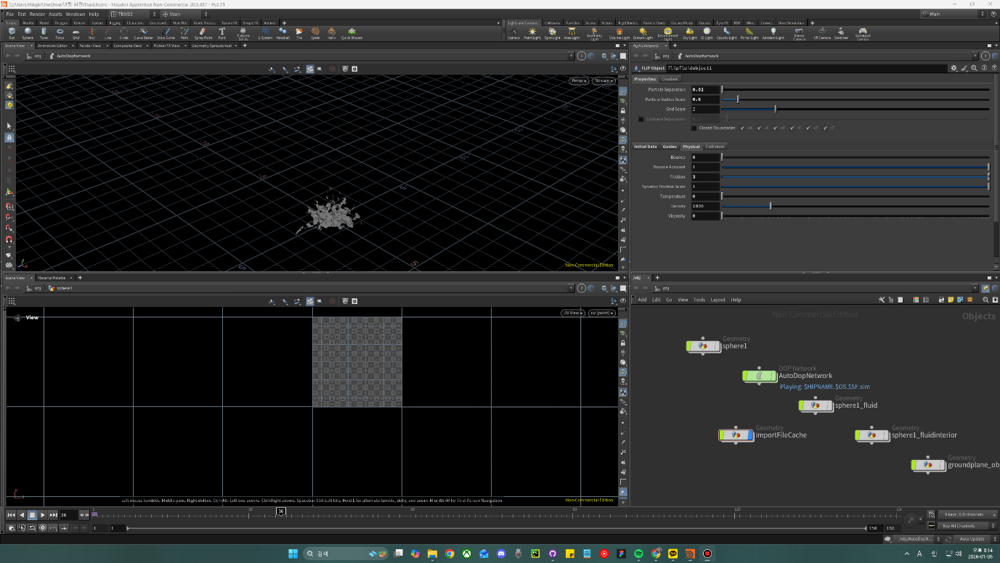 C:/Users/rhkgk/OneDrive/바탕 화면/Fluid.hipnc - Houdini Apprentice Non-Commercial 20.5.487 - Py3.11
File Edit Render Assets Windows Help TKM02 Main Main
Create Modify Model Polygon Deform Texture Rigging Characters Constraints Hair Utils Guide Process Terrain FX Simple FX Volume
Lights and Cameras Collisions Particles Grains Vellum Rigid Bodies Particle Fluids Viscous Fluids Oceans Pyro FX FEM Wires Crowds Drive Simulation
Box Sphere Tube Torus Grid Null Line Circle Curve Bezier Draw Curve Path Spray Paint Font Platonic Solids L-System Metaball File Spiral Helix Quick Shapes
Camera Point Light Spot Light Area Light Geometry Light Volume Light Distant Light Environment Light Sky Light GI Light Caustic Light Portal Light Ambient Light Stereo Camera VR Camera Switcher Gamepad Camera
Scene View Animation Editor Render View Composite View Motion FX View Geometry Spreadsheet
flipfluidobject1
obj AutoDopNetwork
obj AutoDopNetwork
FLIP Object flipfluidobject1
Persp No cam
Properties Creation
Particle Separation 0.02
Particle Radius Scale 0.6
Grid Scale 2
Collision Separation
Closed Boundaries +X -X +Y -Y +Z -Z
Initial Data Guides Physical Collisions
Bounce 0
Bounce Forward 1
Friction 3
Dynamic Friction Scale 1
Temperature 0
Density 1000
Viscosity 0
Non-Commercial Edition
Scene View Material Palette
obj sphere1
View
UV View uv (point)
Left mouse tumbles. Middle pans. Right dollies. Ctrl+Alt+Left box-zooms. Ctrl+Right zooms. Spacebar-Ctrl-Left tilts. Hold L for alternate tumble, dolly, and zoom. M or Alt+M for First Person Navigation.
Non-Commercial Edition
/obj
obj
Add Edit Go View Tools Layout Help
Non-Commercial Edition
Objects
Geometry
sphere1
DOP Network
AutoDopNetwork
Playing: $HIPNAME.$OS.$SF.sim
Geometry
sphere1_fluid
Geometry
importFileCache
Geometry
sphere1_fluidinterior
Geometry
groundplane_obj
36
1
30
36
60
90
120
150
0 keys, 0/0 channels
1 1
150 150
Key All Channels
/obj/AutoDopN...
Auto Update
검색
A
오후 8:14
2026-01-06